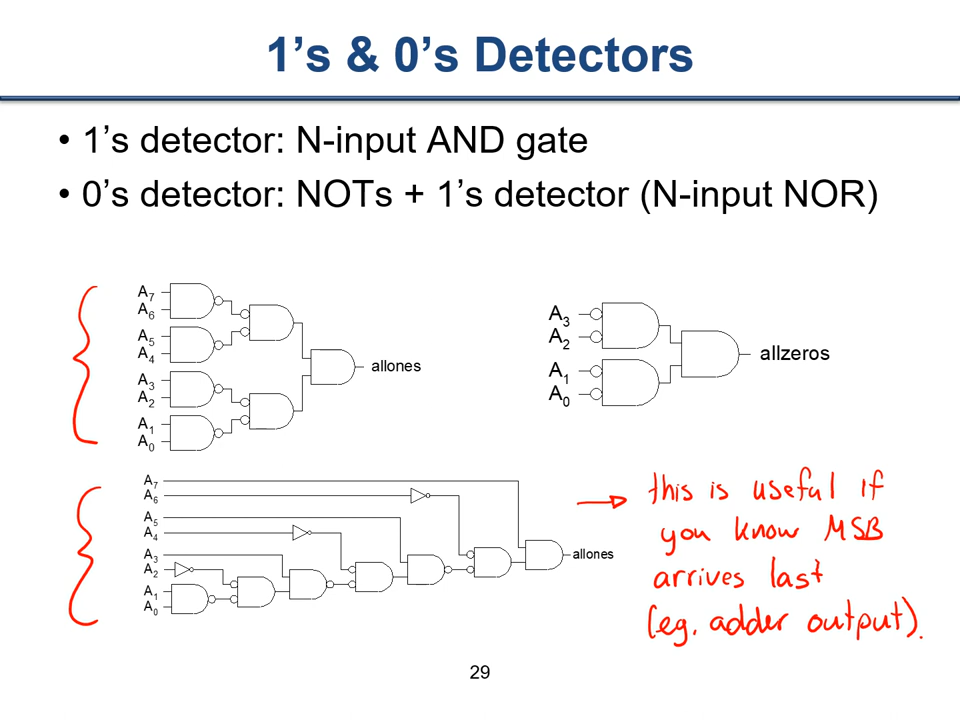 1’s & 0’s Detectors
• 1’s detector: N-input AND gate
• 0’s detector: NOTs + 1’s detector (N-input NOR)
A7
A6
A5
A4
A3
A2
A1
A0
allones
A3
A2
A1
A0
allzeros
A7
A6
A5
A4
A3
A2
A1
A0
allones
→ this is useful if
you know MSB
arrives last
(eg. adder output).
29